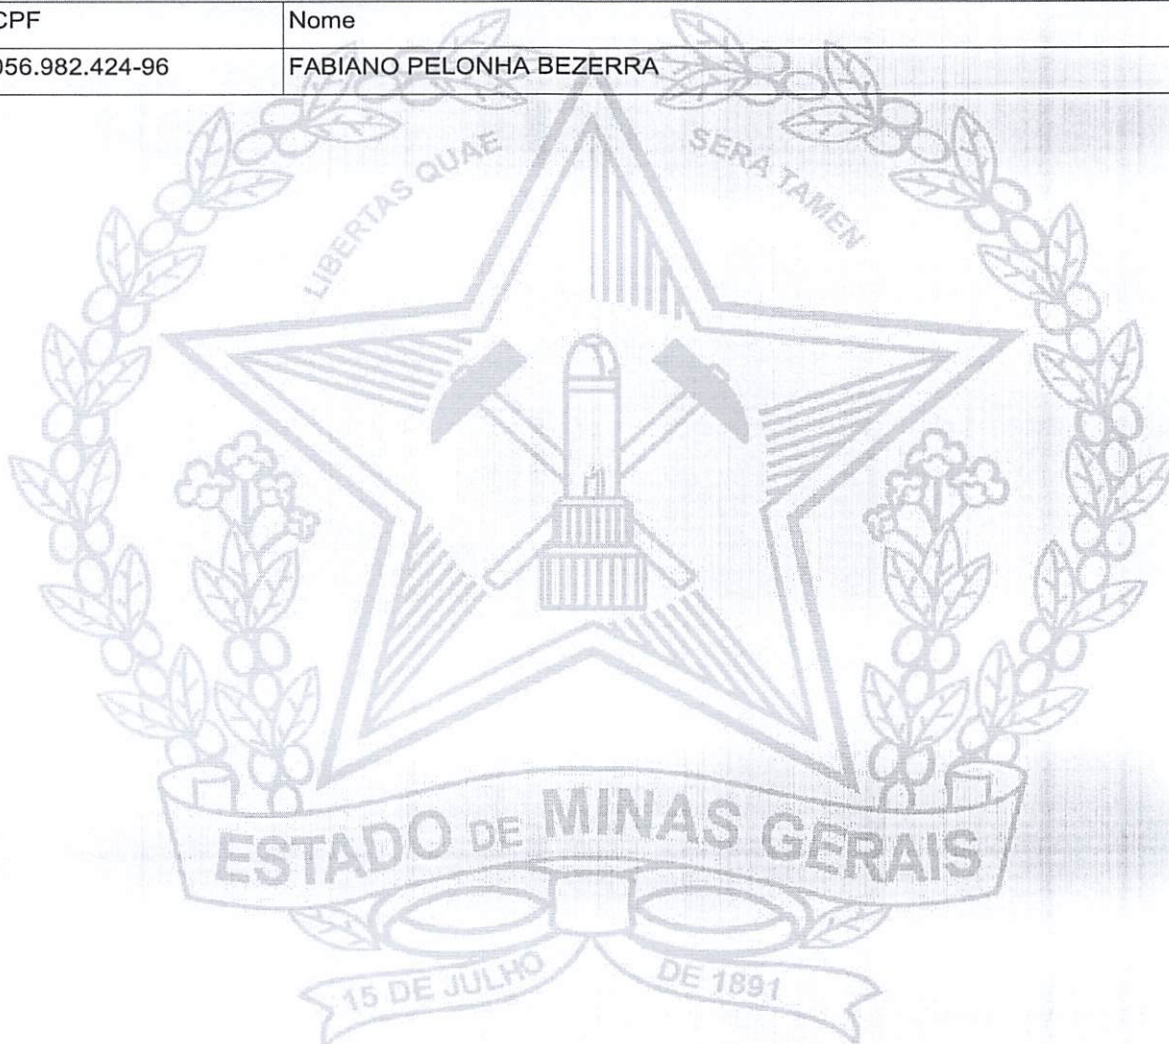 CPF Nome
056.982.424-96 FABIANO PELONHA BEZERRA
LIBERTAS QUAE SERA TAMEN
ESTADO DE MINAS GERAIS
15 DE JULHO DE 1891